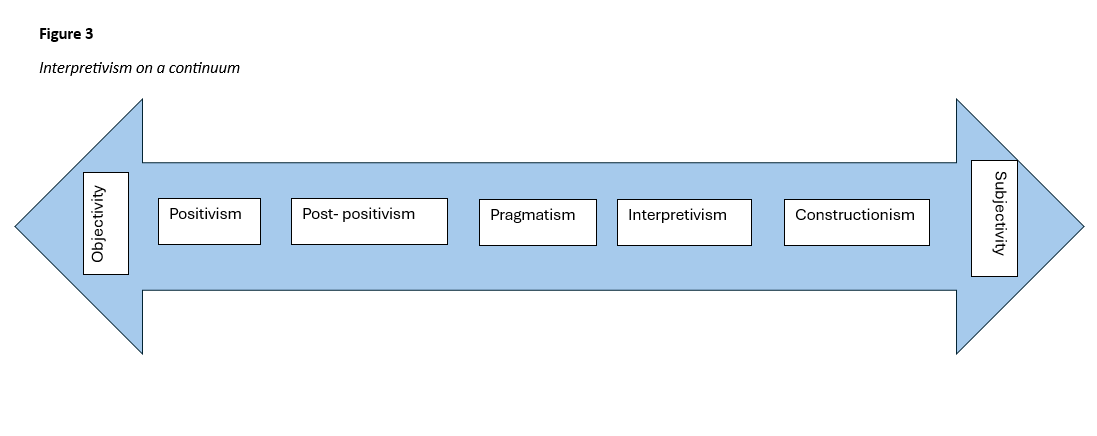 Figure 3
Interpretivism on a continuum
Objectivity
Positivism
Post- positivism
Pragmatism
Interpretivism
Constructionism
Subjectivity